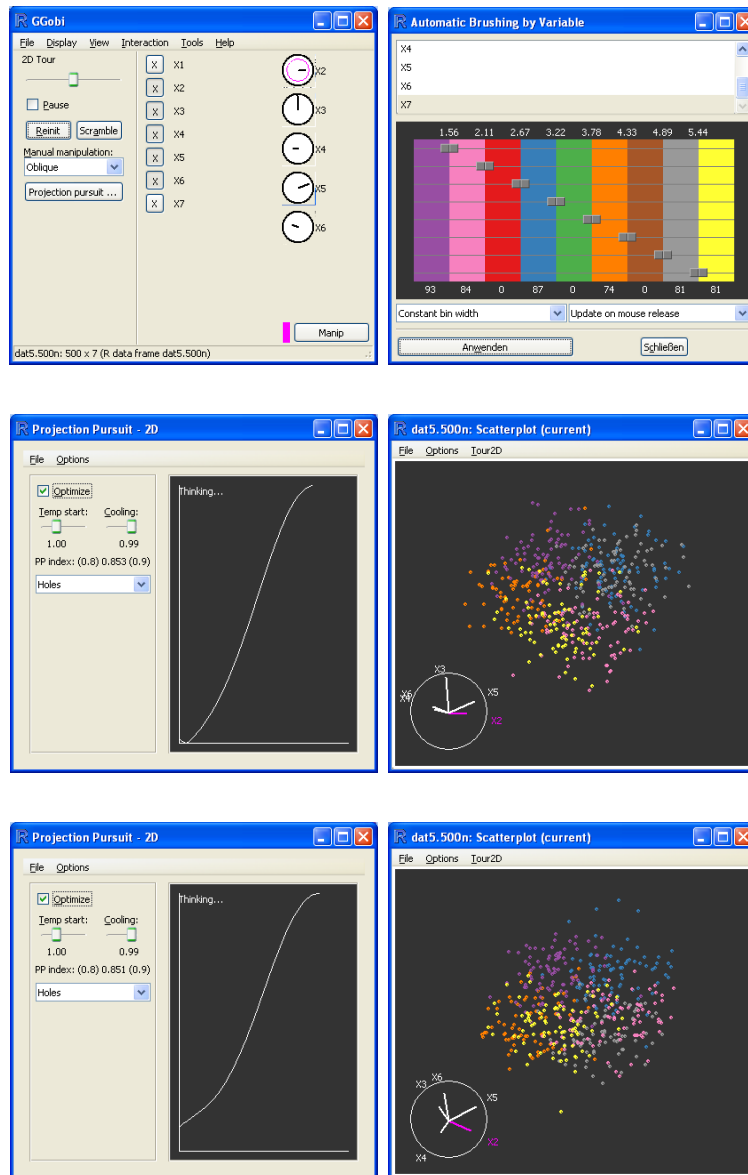 GGobi
File Display View Interaction Tools Help
2D Tour
Pause
Reinit Scramble
Manual manipulation:
Oblique
Projection pursuit ...
X X1
X X2
X X3
X X4
X X5
X X6
X X7
X2
X3
X4
X5
X6
Manip
dat5.500n: 500 x 7 (R data frame dat5.500n)
Automatic Brushing by Variable
X4
X5
X6
X7
1.56 2.11 2.67 3.22 3.78 4.33 4.89 5.44
93 84 0 87 0 74 0 81 81
Constant bin width Update on mouse release
Anwenden Schließen
Projection Pursuit - 2D
File Options
Optimize
Temp start: Cooling:
1.00 0.99
PP index: (0.8) 0.853 (0.9)
Holes
Thinking...
dat5.500n: Scatterplot (current)
File Options Tour2D
X3
X5
X2
Projection Pursuit - 2D
File Options
Optimize
Temp start: Cooling:
1.00 0.99
PP index: (0.8) 0.851 (0.9)
Holes
Thinking...
dat5.500n: Scatterplot (current)
File Options Tour2D
X3 X6
X5
X2
X4